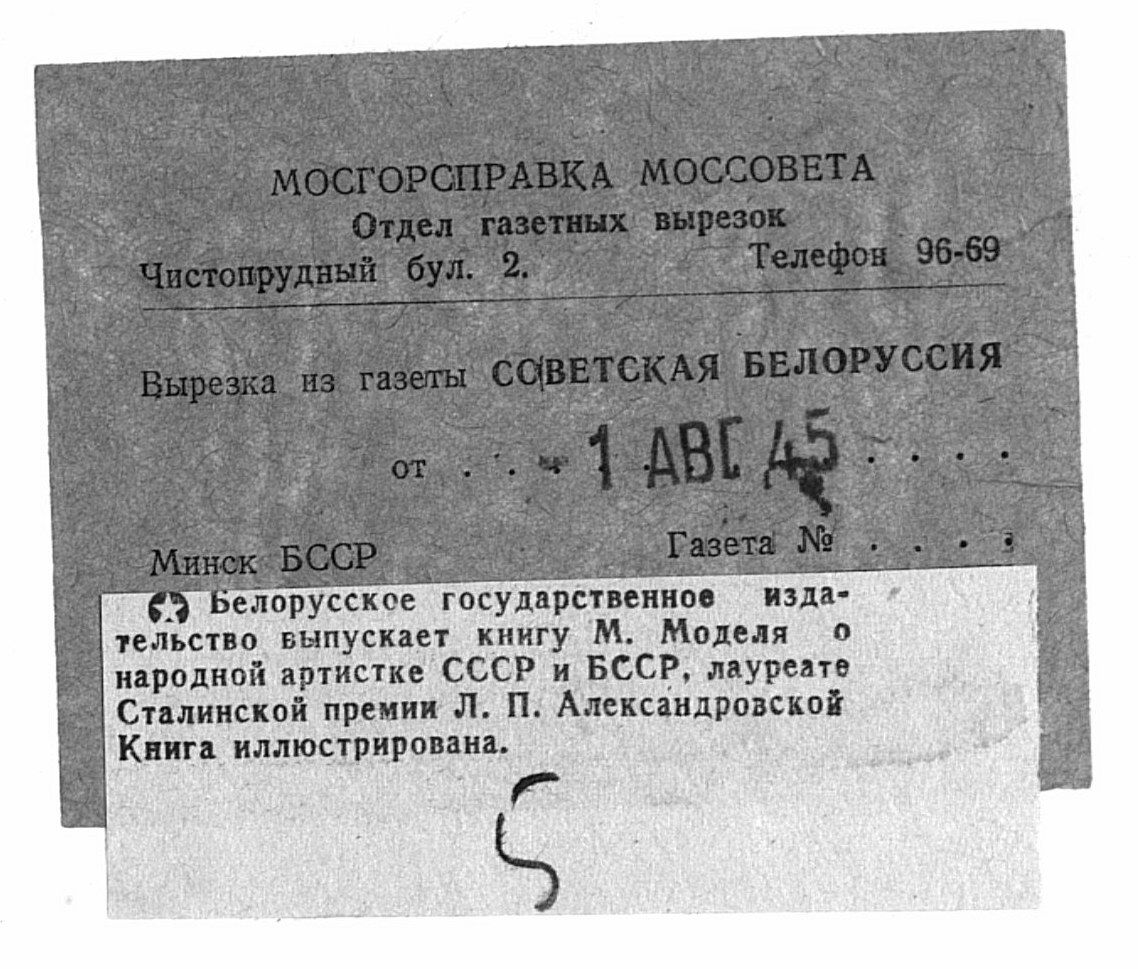 МОСГОРСПРАВКА МОССОВЕТА
Отдел газетных вырезок
Чистопрудный бул. 2. Телефон 96-69
Вырезка из газеты СОВЕТСКАЯ БЕЛОРУССИЯ
от . . . - 1 АВГ 45 . . . .
Минск БССР Газета № . . . .
Белорусское государственное изда-
тельство выпускает книгу М. Моделя о
народной артистке СССР и БССР, лауреате
Сталинской премии Л. П. Александровской
Книга иллюстрирована.
5